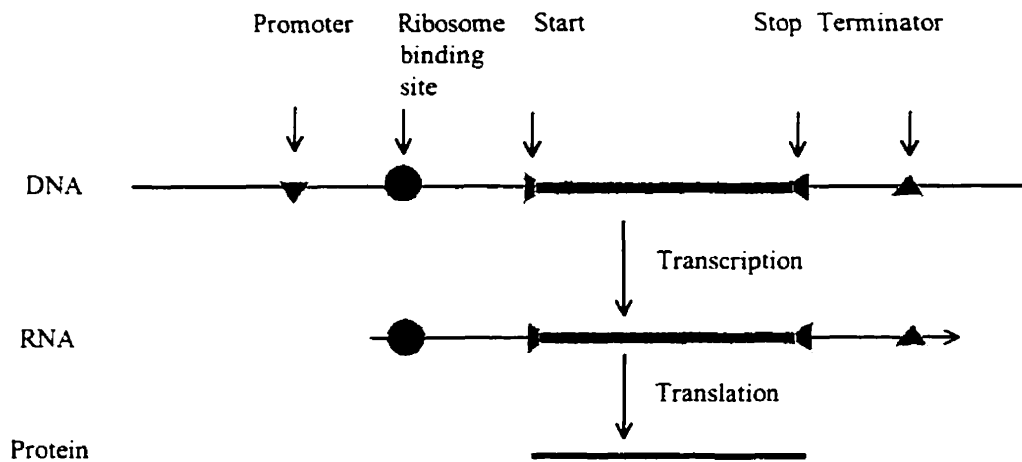 Promoter Ribosome binding site Start Stop Terminator
DNA
Transcription
RNA
Translation
Protein